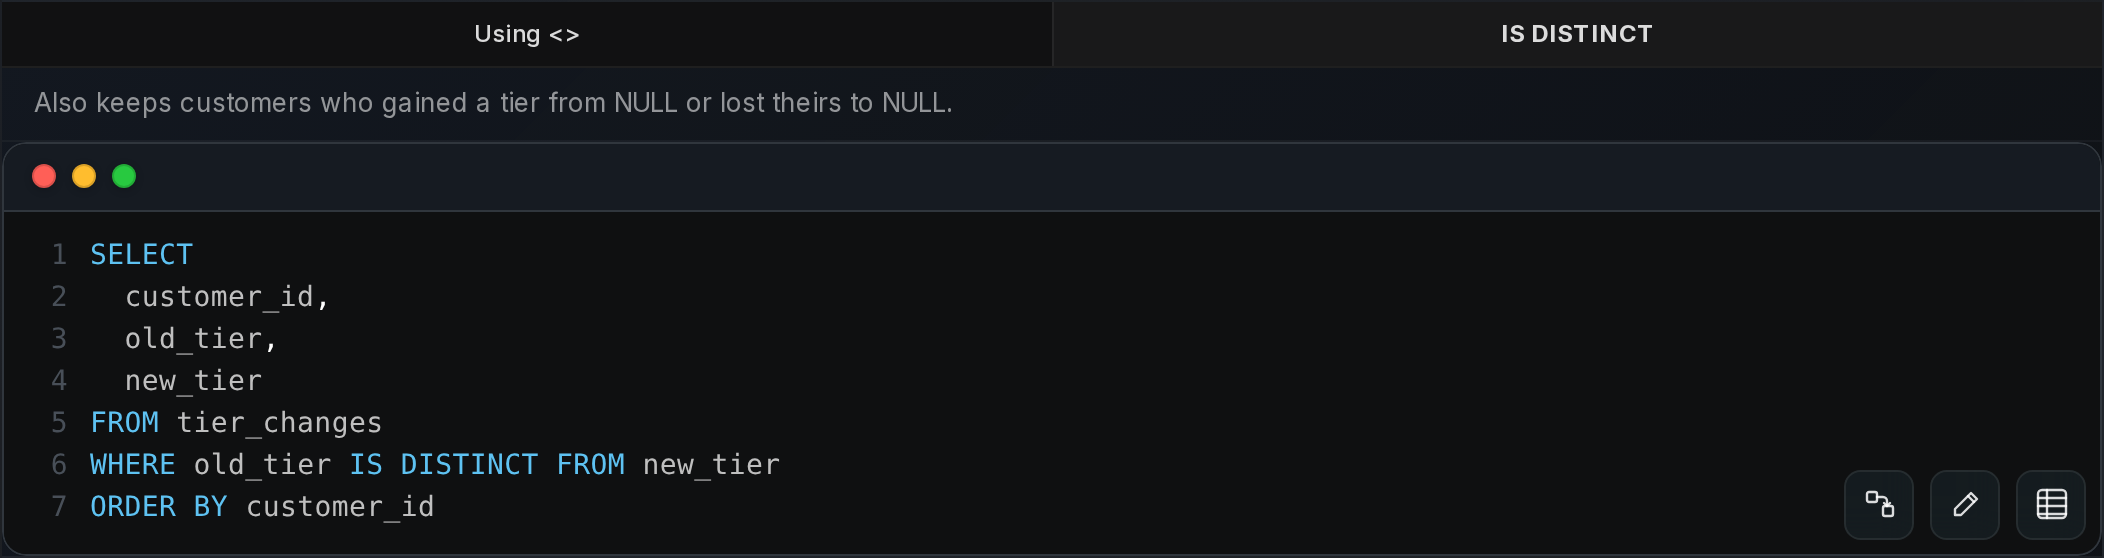 Using <>
IS DISTINCT
Also keeps customers who gained a tier from NULL or lost theirs to NULL.
1 SELECT
2   customer_id,
3   old_tier,
4   new_tier
5 FROM tier_changes
6 WHERE old_tier IS DISTINCT FROM new_tier
7 ORDER BY customer_id